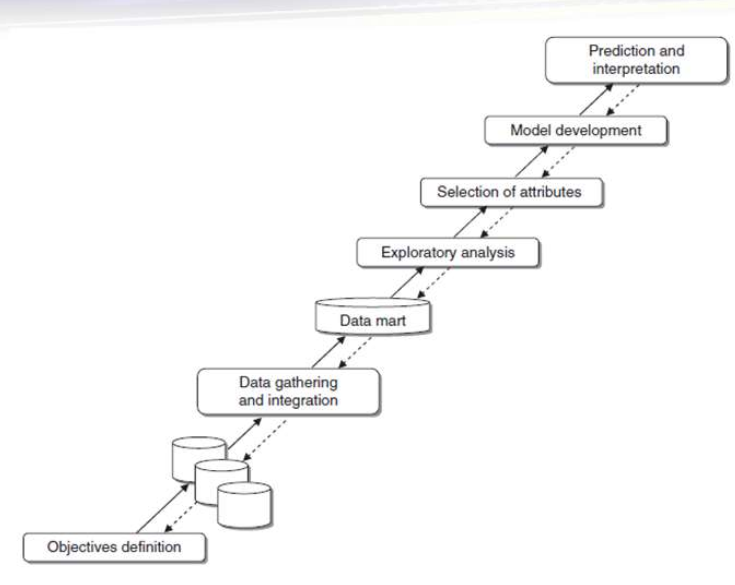 Prediction and
interpretation
Model development
Selection of attributes
Exploratory analysis
Data mart
Data gathering
and integration
Objectives definition